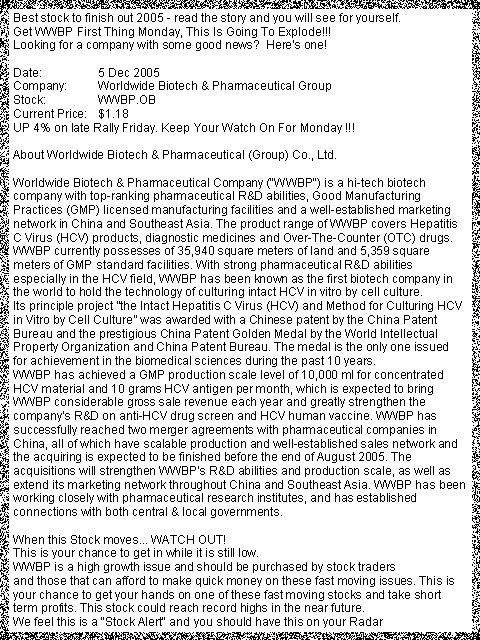 Best stock to finish out 2005 - read the story and you will see for yourself.
Get WWBP First Thing Monday, This Is Going To Explode!!!
Looking for a company with some good news?  Here's one!
Date: 5 Dec 2005
Company: Worldwide Biotech & Pharmaceutical Group
Stock: WWBP.OB
Current Price: $1.18
UP 4% on late Rally Friday. Keep Your Watch On For Monday !!!
About Worldwide Biotech & Pharmaceutical (Group) Co., Ltd.
Worldwide Biotech & Pharmaceutical Company ("WWBP") is a hi-tech biotech
company with top-ranking pharmaceutical R&D abilities, Good Manufacturing
Practices (GMP) licensed manufacturing facilities and a well-established marketing
network in China and Southeast Asia. The product range of WWBP covers Hepatitis
C Virus (HCV) products, diagnostic medicines and Over-The-Counter (OTC) drugs.
WWBP currently possesses of 35,940 square meters of land and 5,359 square
meters of GMP standard facilities. With strong pharmaceutical R&D abilities
especially in the HCV field, WWBP has been known as the first biotech company in
the world to hold the technology of culturing intact HCV in vitro by cell culture.
Its principle project "the Intact Hepatitis C Virus (HCV) and Method for Culturing HCV
in Vitro by Cell Culture" was awarded with a Chinese patent by the China Patent
Bureau and the prestigious China Patent Golden Medal by the World Intellectual
Property Organization and China Patent Bureau. The medal is the only one issued
for achievement in the biomedical sciences during the past 10 years.
WWBP has achieved a GMP production scale level of 10,000 ml for concentrated
HCV material and 10 grams HCV antigen per month, which is expected to bring
WWBP considerable gross sale revenue each year and greatly strengthen the
company's R&D on anti-HCV drug screen and HCV human vaccine. WWBP has
successfully reached two merger agreements with pharmaceutical companies in
China, all of which have scalable production and well-established sales network and
the acquiring is expected to be finished before the end of August 2005. The
acquisitions will strengthen WWBP's R&D abilities and production scale, as well as
extend its marketing network throughout China and Southeast Asia. WWBP has been
working closely with pharmaceutical research institutes, and has established
connections with both central & local governments.
When this Stock moves... WATCH OUT!
This is your chance to get in while it is still low.
WWBP is a high growth issue and should be purchased by stock traders
and those that can afford to make quick money on these fast moving issues. This is
your chance to get your hands on one of these fast moving stocks and take short
term profits. This stock could reach record highs in the near future.
We feel this is a "Stock Alert" and you should have this on your Radar